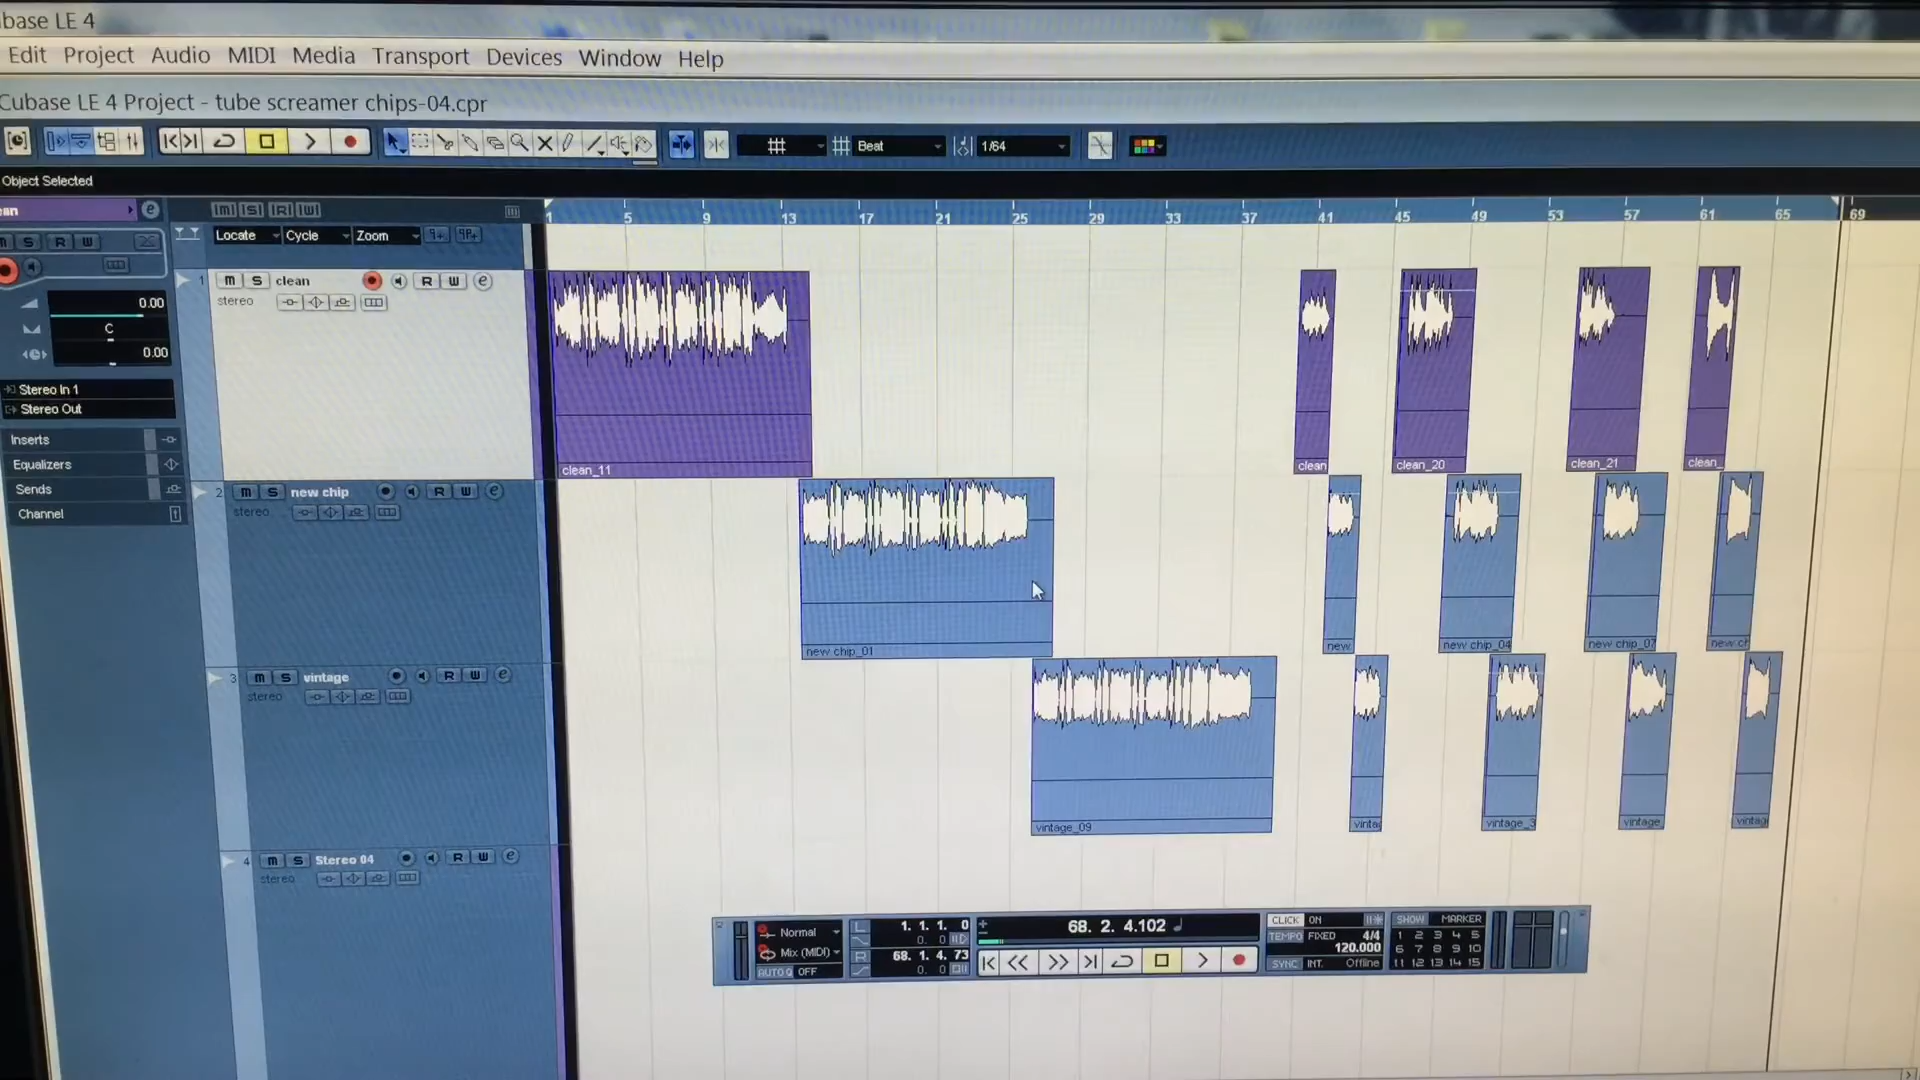 base LE 4
Edit Project Audio MIDI Media Transport Devices Window Help
Cubase LE 4 Project - tube screamer chips-04.cpr
Beat 1/64
Object Selected
1 5 9 13 17 21 25 29 33 37 41 45 49 53 57 61 65 69
Locate Cycle Zoom
S R W
1 m S clean R W e
stereo
0.00
C
0.00
Stereo In 1
Stereo Out
Inserts
Equalizers
Sends
Channel
clean_11 clean clean_20 clean_21 clean_
2 m S new chip R W e
stereo
new chip_01 new new chip_04 new chip_07 new ch
3 m S vintage R W e
stereo
vintage_09 vintag vintage_3 vintage vintag
4 m S Stereo 04 R W e
stereo
Normal
Mix (MIDI)
AUTO Q OFF
L 1. 1. 1. 0
0. 0
R 68. 1. 4. 73
0. 0
68. 2. 4.102
CLICK ON
TEMPO FIXED 4/4
120.000
SYNC INT. Offline
SHOW MARKER
1 2 3 4 5
6 7 8 9 10
11 12 13 14 15